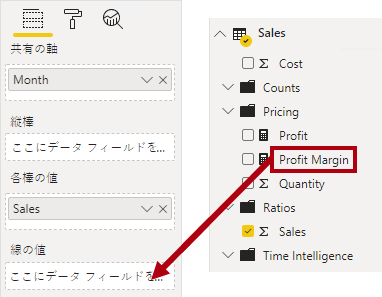 共有の軸
Month
縦棒
ここにデータ フィールドを...
各棒の値
Sales
線の値
ここにデータ フィールドを...
Sales
Cost
Counts
Pricing
Profit
Profit Margin
Quantity
Ratios
Sales
Time Intelligence